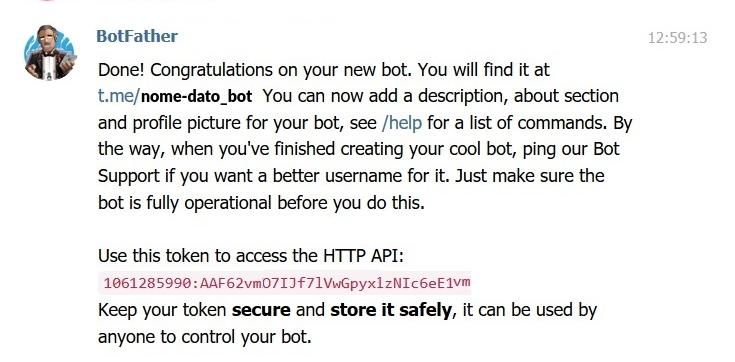 BotFather
12:59:13
Done! Congratulations on your new bot. You will find it at
t.me/nome-dato_bot You can now add a description, about section
and profile picture for your bot, see /help for a list of commands. By
the way, when you've finished creating your cool bot, ping our Bot
Support if you want a better username for it. Just make sure the
bot is fully operational before you do this.
Use this token to access the HTTP API:
1061285990:AAF62vmO7IJf7lVwGpyxlzNIc6eE1vm
Keep your token secure and store it safely, it can be used by
anyone to control your bot.